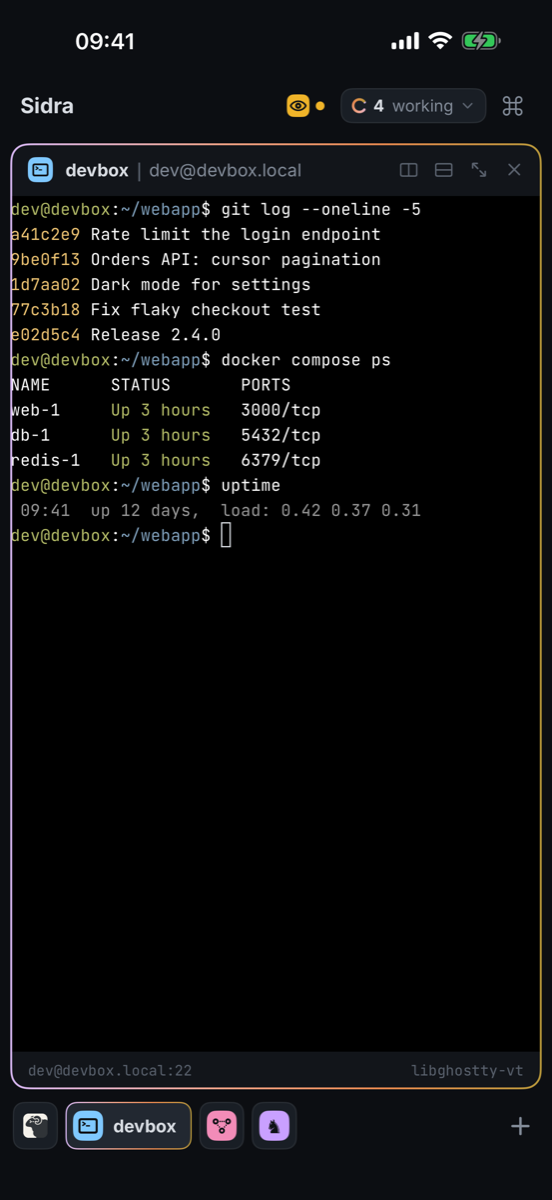 09:41
Sidra
4 working
devbox | dev@devbox.local
dev@devbox:~/webapp$ git log --oneline -5
a41c2e9 Rate limit the login endpoint
9be0f13 Orders API: cursor pagination
1d7aa02 Dark mode for settings
77c3b18 Fix flaky checkout test
e02d5c4 Release 2.4.0
dev@devbox:~/webapp$ docker compose ps
NAME STATUS PORTS
web-1 Up 3 hours 3000/tcp
db-1 Up 3 hours 5432/tcp
redis-1 Up 3 hours 6379/tcp
dev@devbox:~/webapp$ uptime
09:41 up 12 days, load: 0.42 0.37 0.31
dev@devbox:~/webapp$
dev@devbox.local:22 libghostty-vt
devbox